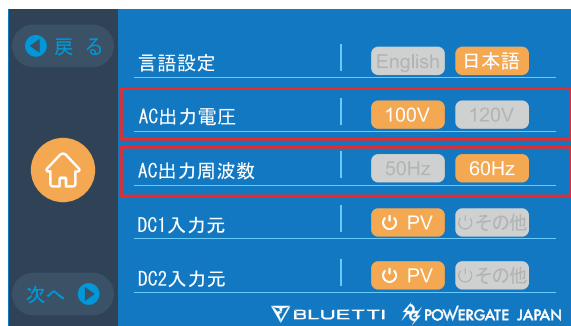 戻る
言語設定 English 日本語
AC出力電圧 100V 120V
AC出力周波数 50Hz 60Hz
DC1入力元 PV その他
DC2入力元 PV その他
次へ
BLUETTI POWERGATE JAPAN